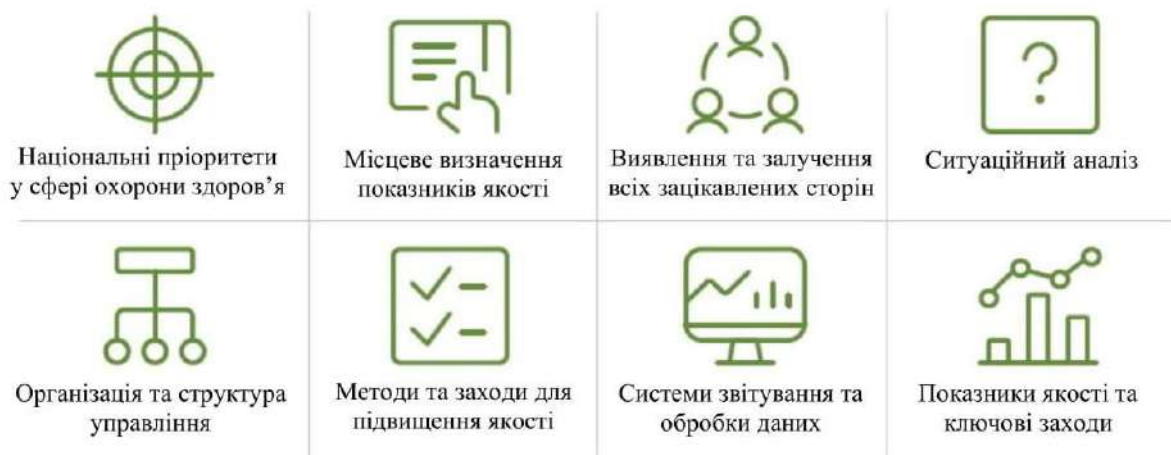 Національні пріоритети
у сфері охорони здоров’я
Місцеве визначення
показників якості
Виявлення та залучення
всіх зацікавлених сторін
?
Ситуаційний аналіз
Організація та структура
управління
Методи та заходи для
підвищення якості
Системи звітування та
обробки даних
Показники якості та
ключові заходи